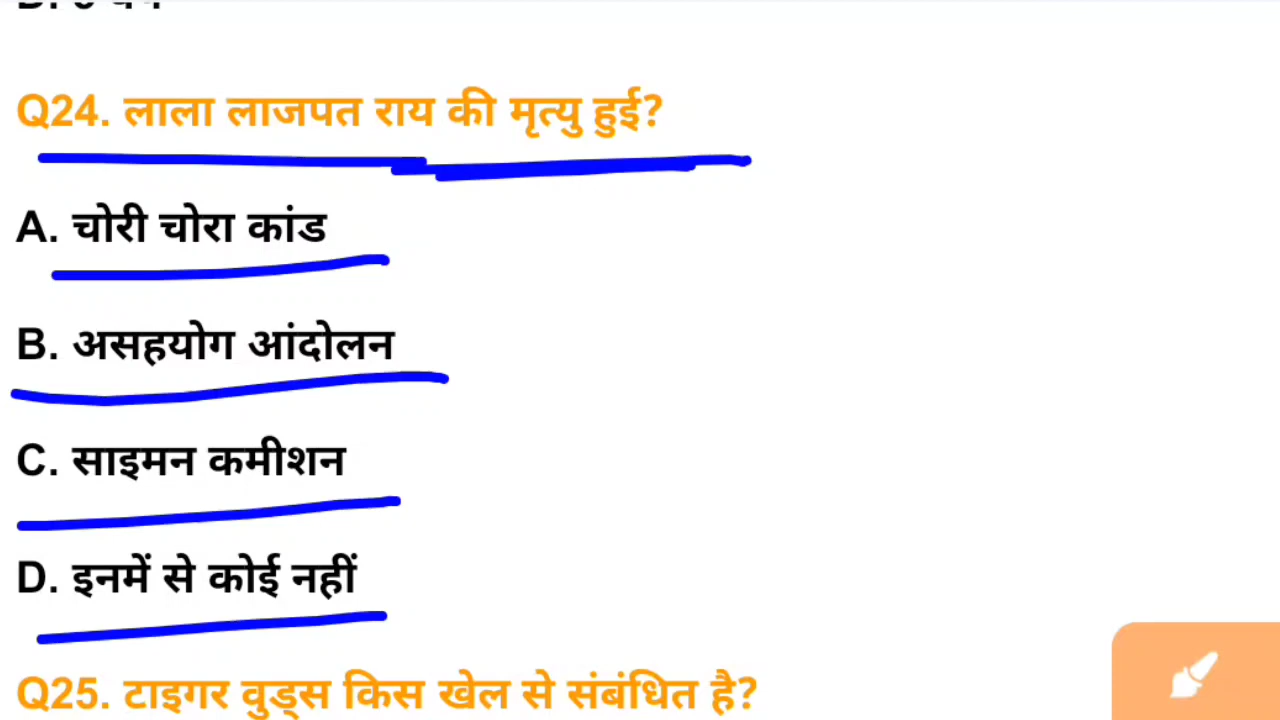 Q24. लाला लाजपत राय की मृत्यु हुई?
A. चोरी चोरा कांड
B. असहयोग आंदोलन
C. साइमन कमीशन
D. इनमें से कोई नहीं
Q25. टाइगर वुड्स किस खेल से संबंधित है?